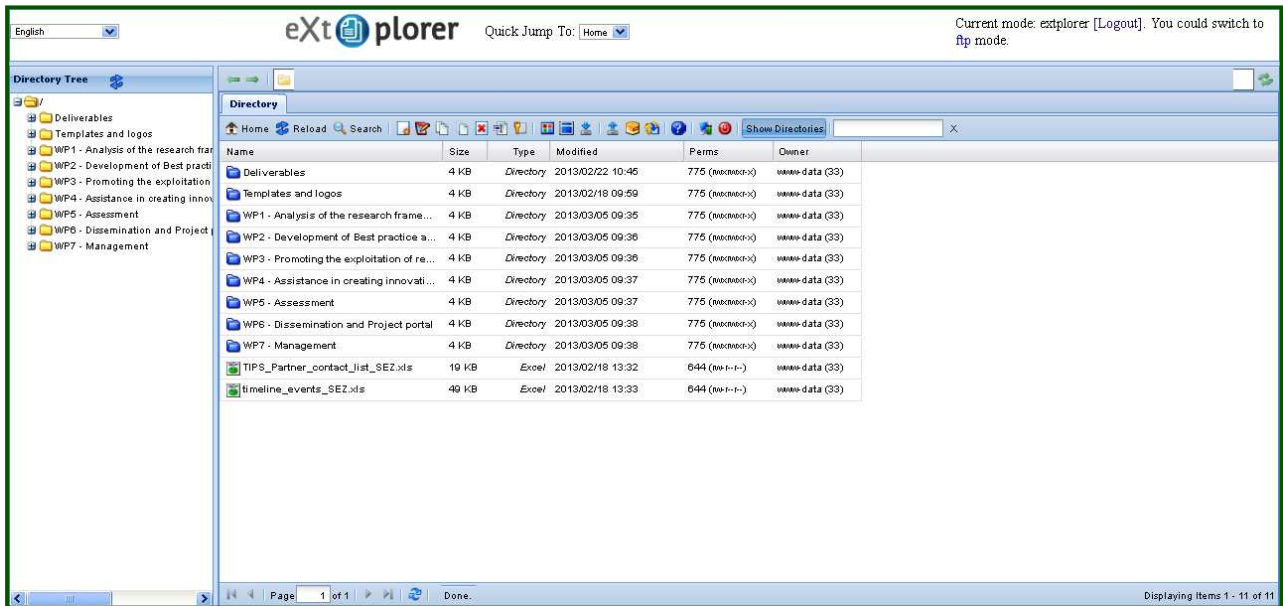 English
eXtplorer
Quick Jump To: Home
Current mode: extplorer [Logout]. You could switch to
ftp mode.
Directory Tree
/
Deliverables
Templates and logos
WP1 - Analysis of the research fra
WP2 - Development of Best practi
WP3 - Promoting the exploitation
WP4 - Assistance in creating innov
WP5 - Assessment
WP6 - Dissemination and Project
WP7 - Management
Directory
Home Reload Search Show Directories X
Name Size Type Modified Perms Owner
Deliverables 4 KB Directory 2013/02/22 10:45 775 (rwxrwxr-x) www-data (33)
Templates and logos 4 KB Directory 2013/02/18 09:59 775 (rwxrwxr-x) www-data (33)
WP1 - Analysis of the research frame... 4 KB Directory 2013/03/05 09:35 775 (rwxrwxr-x) www-data (33)
WP2 - Development of Best practice a... 4 KB Directory 2013/03/05 09:36 775 (rwxrwxr-x) www-data (33)
WP3 - Promoting the exploitation of re... 4 KB Directory 2013/03/05 09:36 775 (rwxrwxr-x) www-data (33)
WP4 - Assistance in creating innovati... 4 KB Directory 2013/03/05 09:37 775 (rwxrwxr-x) www-data (33)
WP5 - Assessment 4 KB Directory 2013/03/05 09:37 775 (rwxrwxr-x) www-data (33)
WP6 - Dissemination and Project portal 4 KB Directory 2013/03/05 09:38 775 (rwxrwxr-x) www-data (33)
WP7 - Management 4 KB Directory 2013/03/05 09:38 775 (rwxrwxr-x) www-data (33)
TIPS_Partner_contact_list_SEZ.xls 19 KB Excel 2013/02/18 13:32 644 (rw-r--r--) www-data (33)
timeline_events_SEZ.xls 49 KB Excel 2013/02/18 13:33 644 (rw-r--r--) www-data (33)
Page 1 of 1 Done.
Displaying Items 1 - 11 of 11